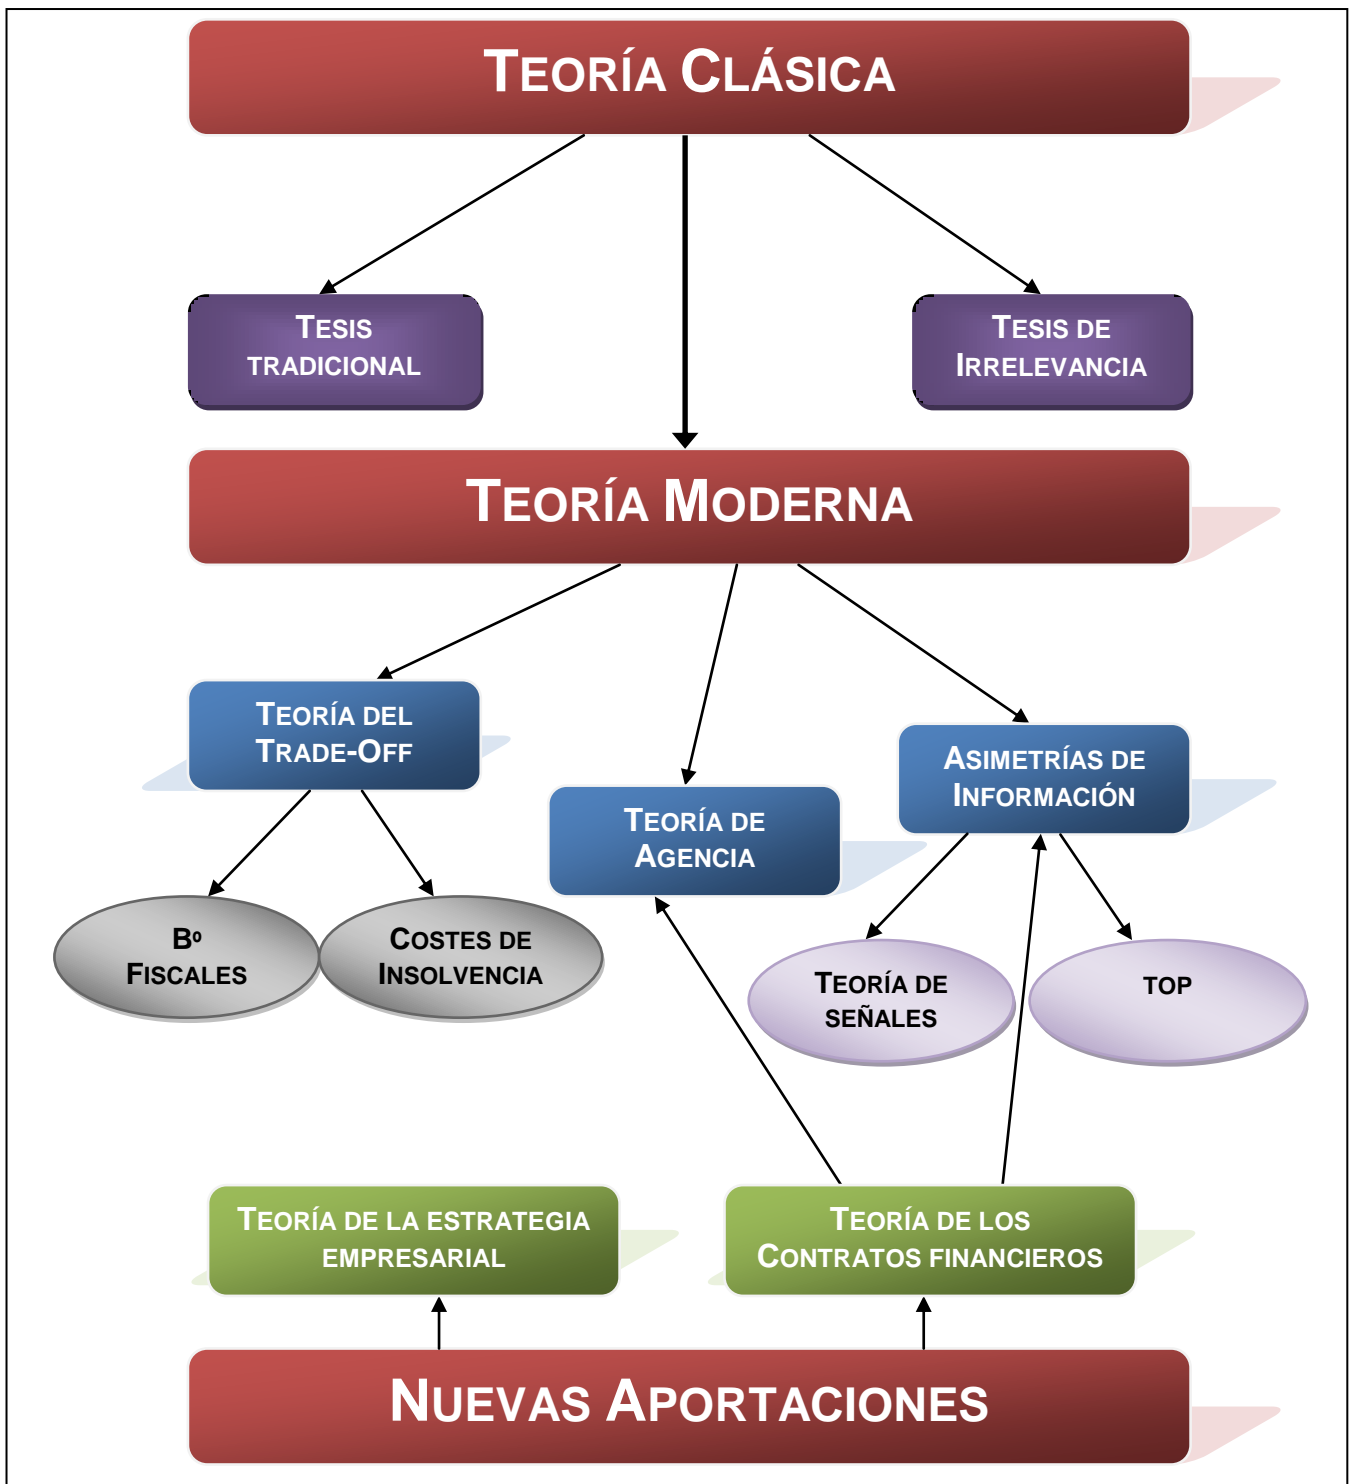 TEORÍA CLÁSICA
TESIS
TRADICIONAL
TESIS DE
IRRELEVANCIA
TEORÍA MODERNA
TEORÍA DEL
TRADE-OFF
ASIMETRÍAS DE
INFORMACIÓN
TEORÍA DE
AGENCIA
Bº
FISCALES
COSTES DE
INSOLVENCIA
TEORÍA DE
SEÑALES
TOP
TEORÍA DE LA ESTRATEGIA
EMPRESARIAL
TEORÍA DE LOS
CONTRATOS FINANCIEROS
NUEVAS APORTACIONES